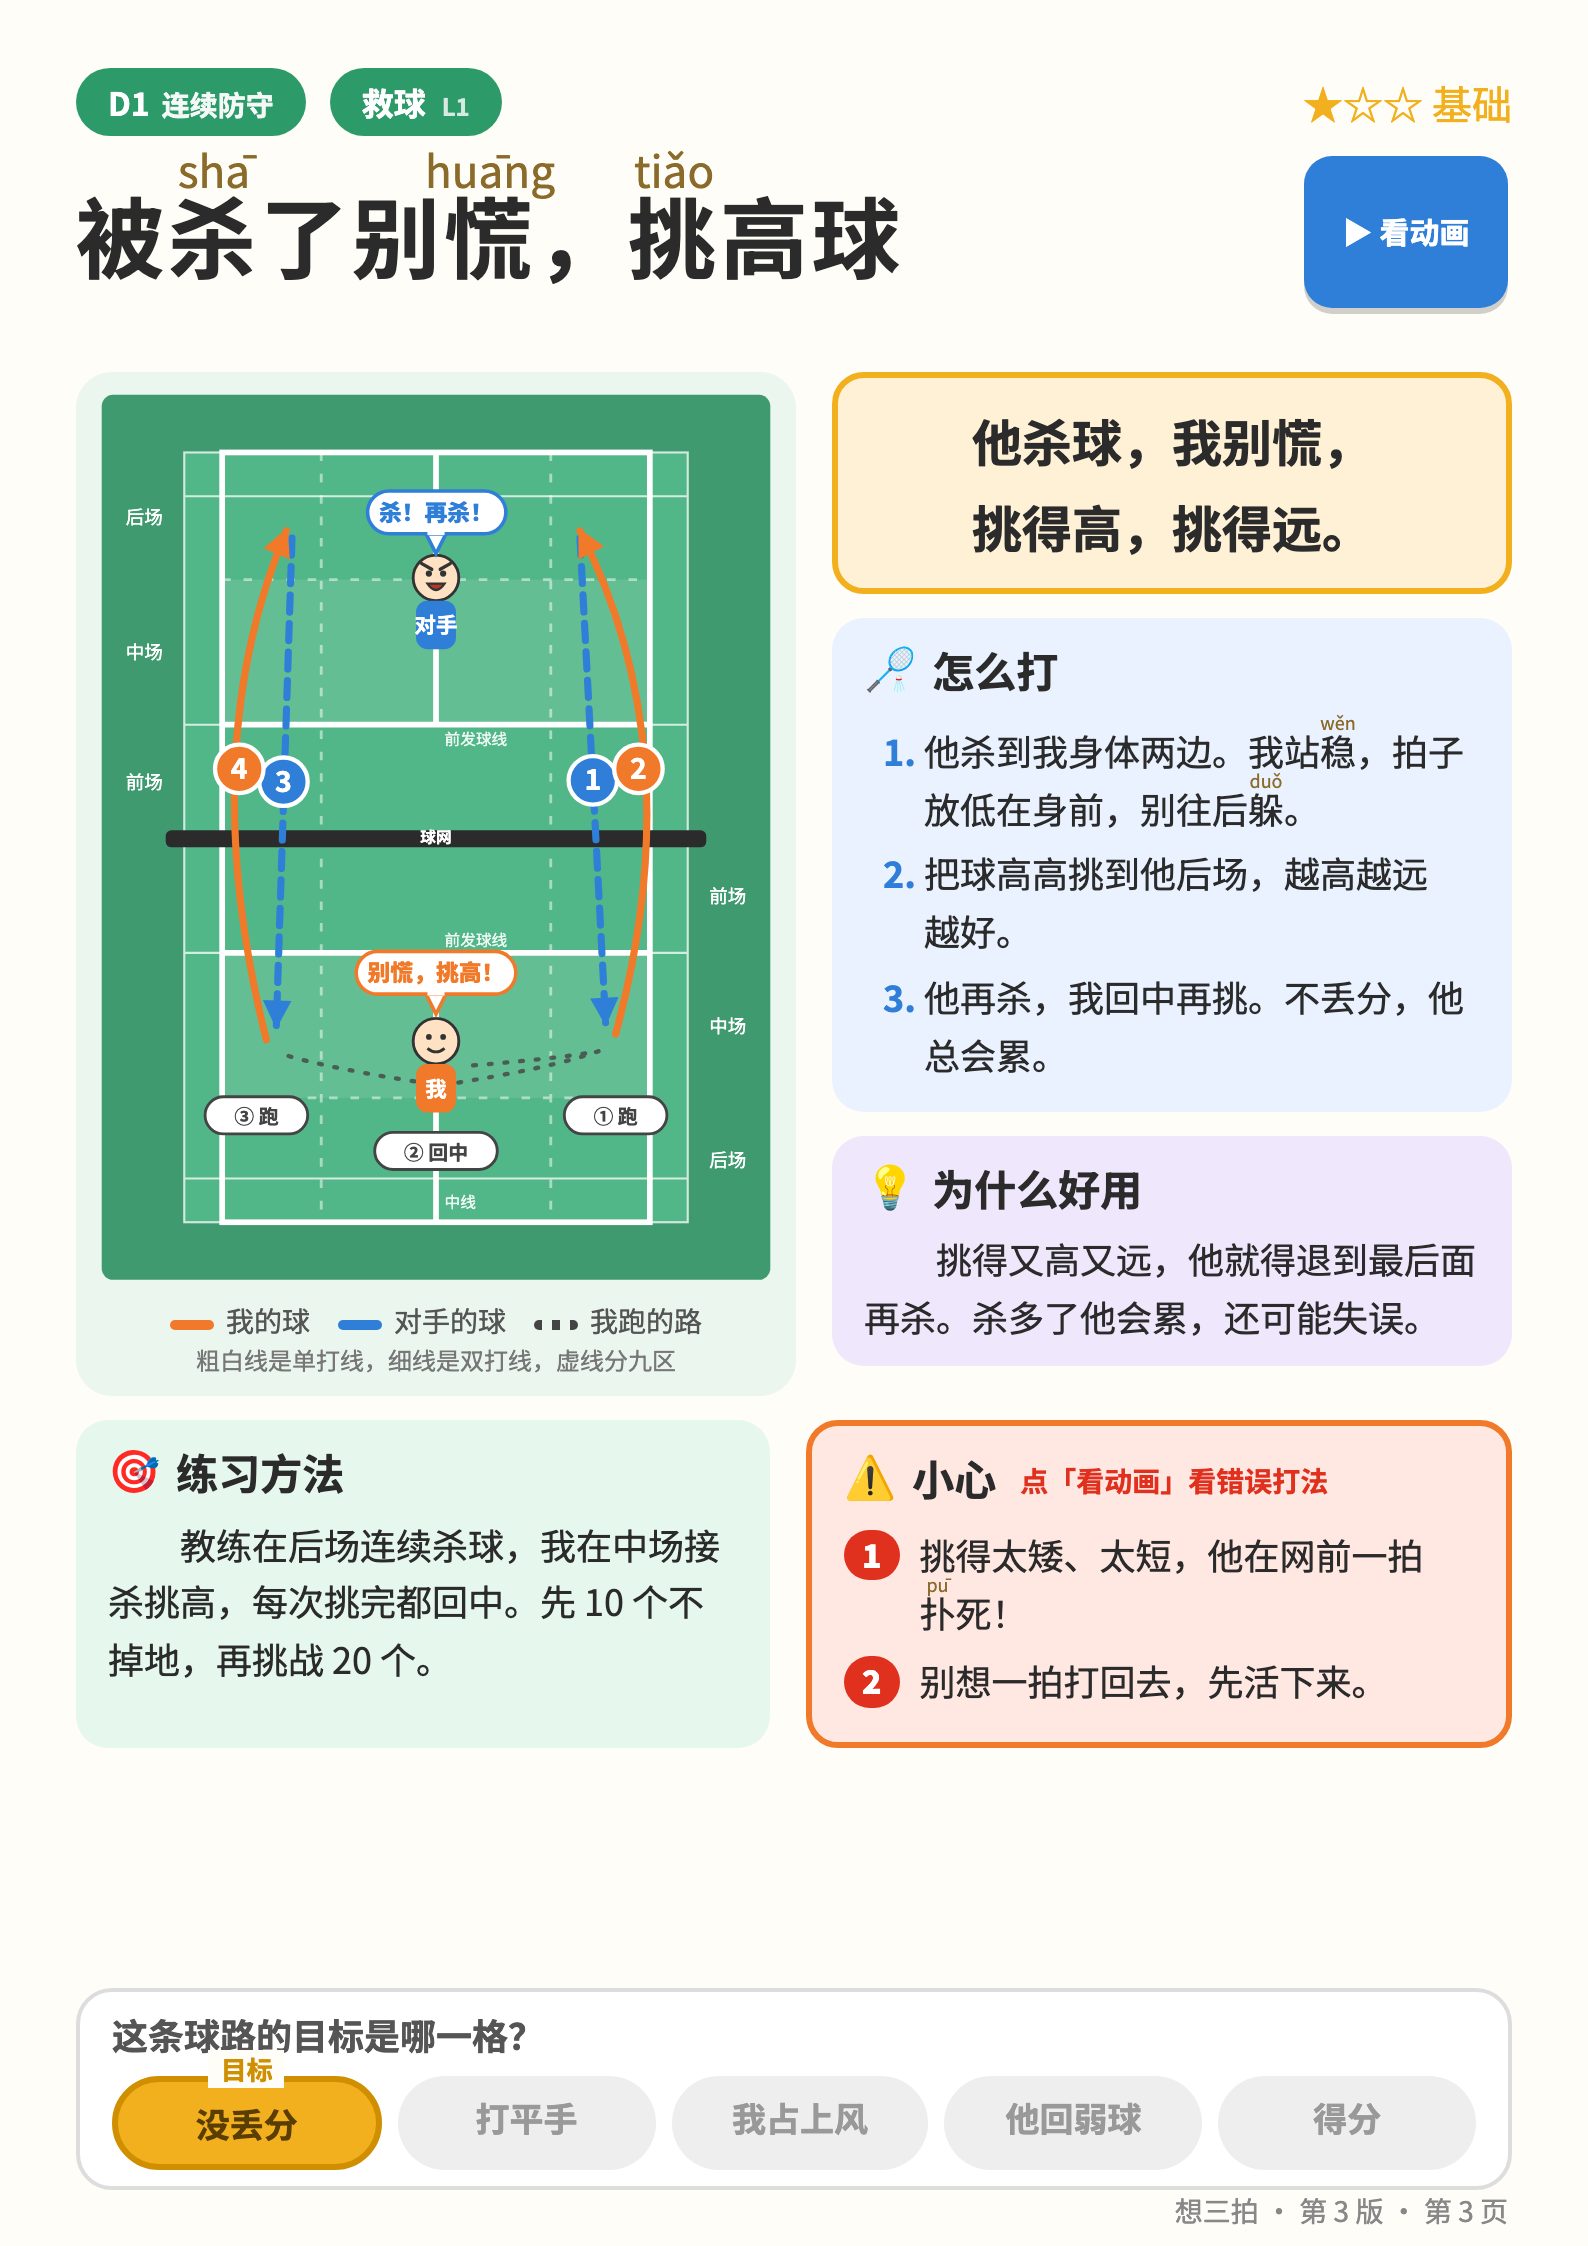 D1 连续防守
救球 L1
★☆☆ 基础
shā huāng tiǎo
被杀了别慌，挑高球
▶ 看动画
杀！再杀！
后场
对手
中场
前发球线
前场
4 3 1 2
球网
前场
前发球线
别慌，挑高！
中场
我
③ 跑
① 跑
② 回中
后场
中线
我的球 对手的球 我跑的路
粗白线是单打线，细线是双打线，虚线分九区
他杀球，我别慌，
挑得高，挑得远。
🏸 怎么打
wěn
1. 他杀到我身体两边。我站稳，拍子
duǒ
放低在身前，别往后躲。
2. 把球高高挑到他后场，越高越远
越好。
3. 他再杀，我回中再挑。不丢分，他
总会累。
💡 为什么好用
挑得又高又远，他就得退到最后面
再杀。杀多了他会累，还可能失误。
🎯 练习方法
教练在后场连续杀球，我在中场接
杀挑高，每次挑完都回中。先 10 个不
掉地，再挑战 20 个。
⚠️ 小心 点「看动画」看错误打法
1 挑得太矮、太短，他在网前一拍
pū
扑死！
2 别想一拍打回去，先活下来。
这条球路的目标是哪一格？
目标
没丢分 打平手 我占上风 他回弱球 得分
想三拍 · 第 3 版 · 第 3 页